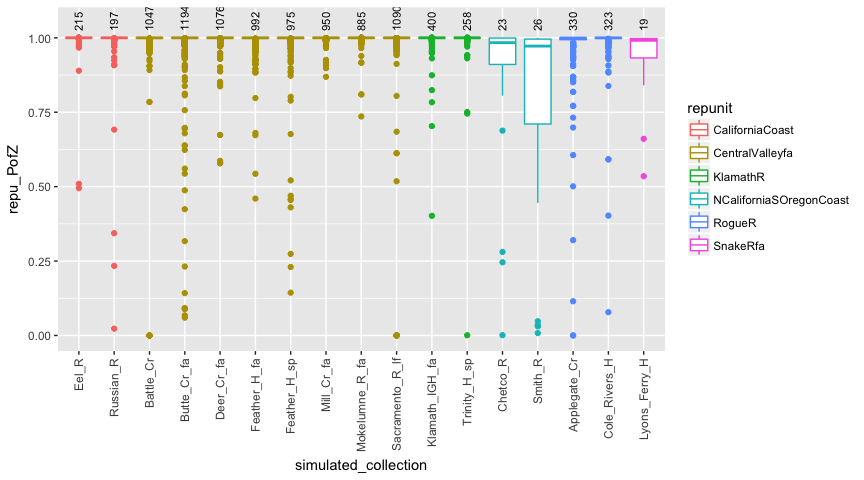 215 197 1047 1194 1076 992 975 950 885 1090 400 258 23 26 330 223 19
1.00
0.75
0.50
0.25
0.00
repu_PofZ
Eel_R
Russian_R
Battle_Cr
Butte_Cr_fa
Deer_Cr_fa
Feather_H_fa
Feather_H_sp
Mill_Cr_fa
Mokelumne_R_fa
Sacramento_R_lf
Klamath_IGH_fa
Trinity_H_sp
Chetco_R
Smith_R
Applegate_Cr
Cole_Rivers_H
Lyons_Ferry_H
simulated_collection
repunit
CaliforniaCoast
CentralValleyfa
KlamathR
NCaliforniaSOregonCoast
RogueR
SnakeRfa